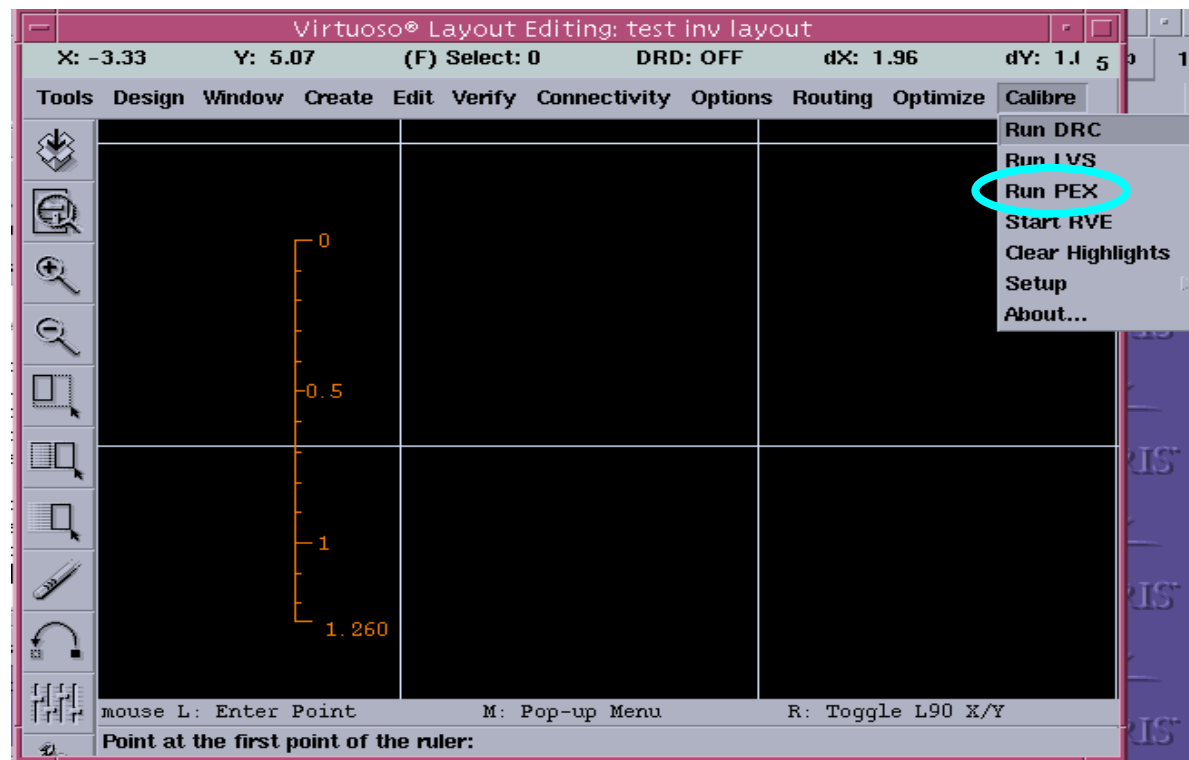 Virtuoso® Layout Editing: test inv layout
X: -3.33 Y: 5.07 (F) Select: 0 DRD: OFF dX: 1.96 dY: 1. 5
Tools Design Window Create Edit Verify Connectivity Options Routing Optimize Calibre
Run DRC
Run LVS
Run PEX
Start RVE
Clear Highlights
Setup
About...
0
0.5
1
1.260
mouse L: Enter Point M: Pop-up Menu R: Toggle L90 X/Y
Point at the first point of the ruler: